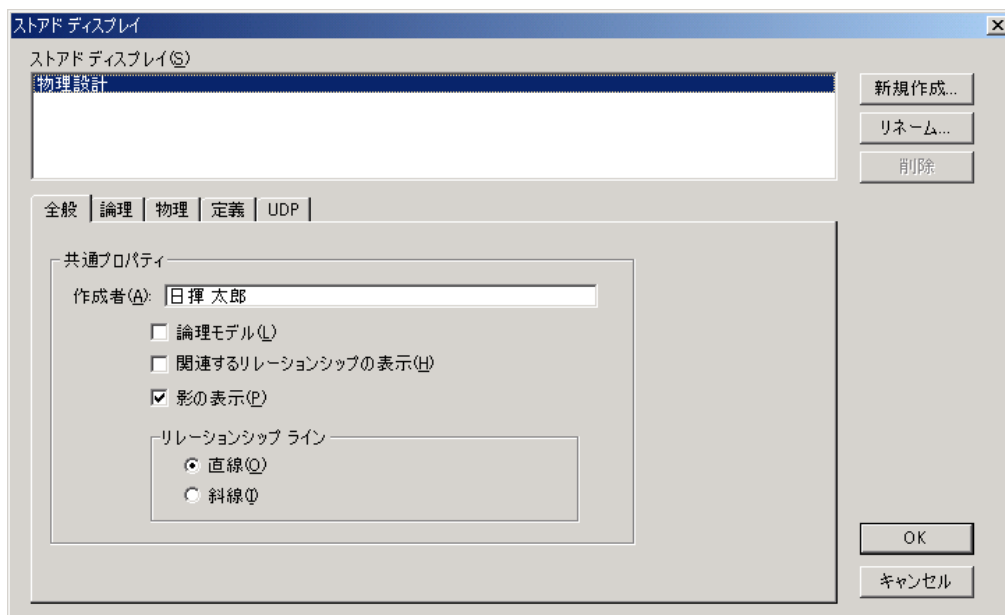 ストアド ディスプレイ
ストアド ディスプレイ(S)
物理設計
新規作成...
リネーム...
削除
全般 論理 物理 定義 UDP
共通プロパティ
作成者(A): 日揮 太郎
論理モデル(L)
関連するリレーションシップの表示(H)
影の表示(P)
リレーションシップ ライン
直線(O)
斜線(I)
OK
キャンセル